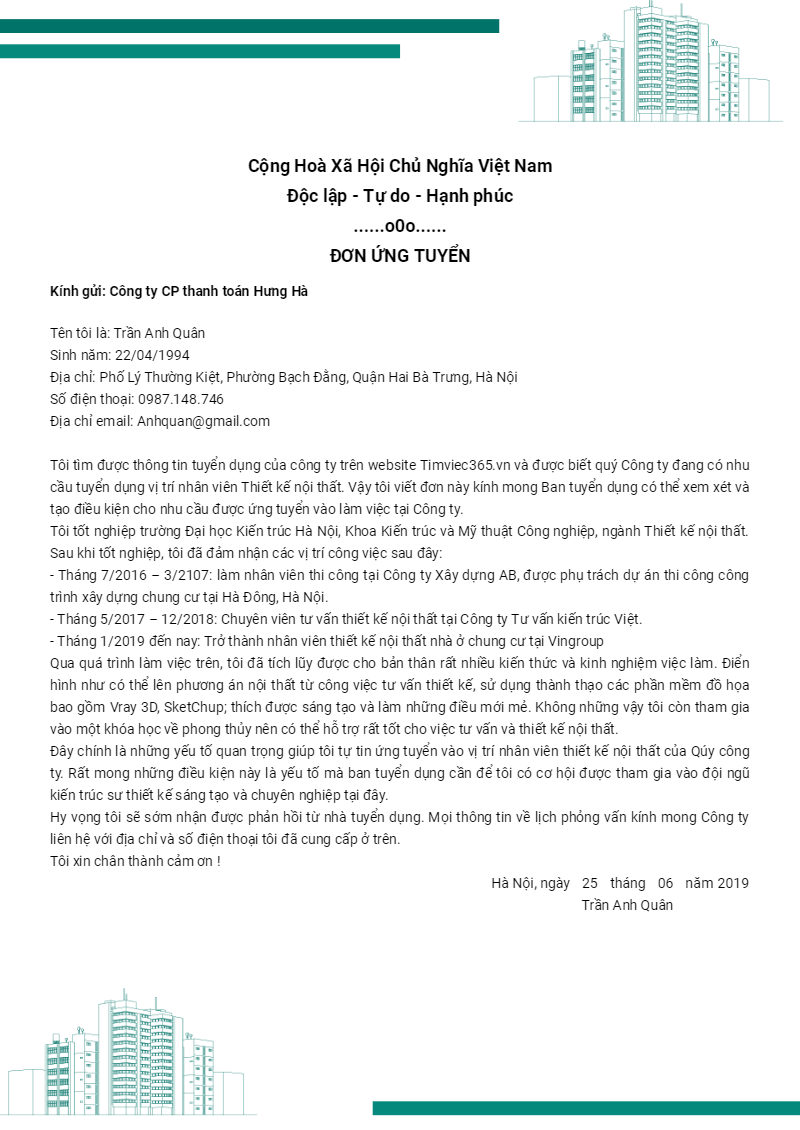 Cộng Hoà Xã Hội Chủ Nghĩa Việt Nam
Độc lập - Tự do - Hạnh phúc
......o0o......
ĐƠN ỨNG TUYỂN
Kính gửi: Công ty CP thanh toán Hưng Hà
Tên tôi là: Trần Anh Quân
Sinh năm: 22/04/1994
Địa chỉ: Phố Lý Thường Kiệt, Phường Bạch Đằng, Quận Hai Bà Trưng, Hà Nội
Số điện thoại: 0987.148.746
Địa chỉ email: Anhquan@gmail.com
Tôi tìm được thông tin tuyển dụng của công ty trên website Timviec365.vn và được biết quý Công ty đang có nhu
cầu tuyển dụng vị trí nhân viên Thiết kế nội thất. Vậy tôi viết đơn này kính mong Ban tuyển dụng có thể xem xét và
tạo điều kiện cho nhu cầu được ứng tuyển vào làm việc tại Công ty.
Tôi tốt nghiệp trường Đại học Kiến trúc Hà Nội, Khoa Kiến trúc và Mỹ thuật Công nghiệp, ngành Thiết kế nội thất.
Sau khi tốt nghiệp, tôi đã đảm nhận các vị trí công việc sau đây:
- Tháng 7/2016 – 3/2107: làm nhân viên thi công tại Công ty Xây dựng AB, được phụ trách dự án thi công công
trình xây dựng chung cư tại Hà Đông, Hà Nội.
- Tháng 5/2017 – 12/2018: Chuyên viên tư vấn thiết kế nội thất tại Công ty Tư vấn kiến trúc Việt.
- Tháng 1/2019 đến nay: Trở thành nhân viên thiết kế nội thất nhà ở chung cư tại Vingroup
Qua quá trình làm việc trên, tôi đã tích lũy được cho bản thân rất nhiều kiến thức và kinh nghiệm việc làm. Điển
hình như có thể lên phương án nội thất từ công việc tư vấn thiết kế, sử dụng thành thạo các phần mềm đồ họa
bao gồm Vray 3D, SketChup; thích được sáng tạo và làm những điều mới mẻ. Không những vậy tôi còn tham gia
vào một khóa học về phong thủy nên có thể hỗ trợ rất tốt cho việc tư vấn và thiết kế nội thất.
Đây chính là những yếu tố quan trọng giúp tôi tự tin ứng tuyển vào vị trí nhân viên thiết kế nội thất của Qúy công
ty. Rất mong những điều kiện này là yếu tố mà ban tuyển dụng cần để tôi có cơ hội được tham gia vào đội ngũ
kiến trúc sư thiết kế sáng tạo và chuyên nghiệp tại đây.
Hy vọng tôi sẽ sớm nhận được phản hồi từ nhà tuyển dụng. Mọi thông tin về lịch phỏng vấn kính mong Công ty
liên hệ với địa chỉ và số điện thoại tôi đã cung cấp ở trên.
Tôi xin chân thành cảm ơn !
Hà Nội, ngày 25 tháng 06 năm 2019
Trần Anh Quân